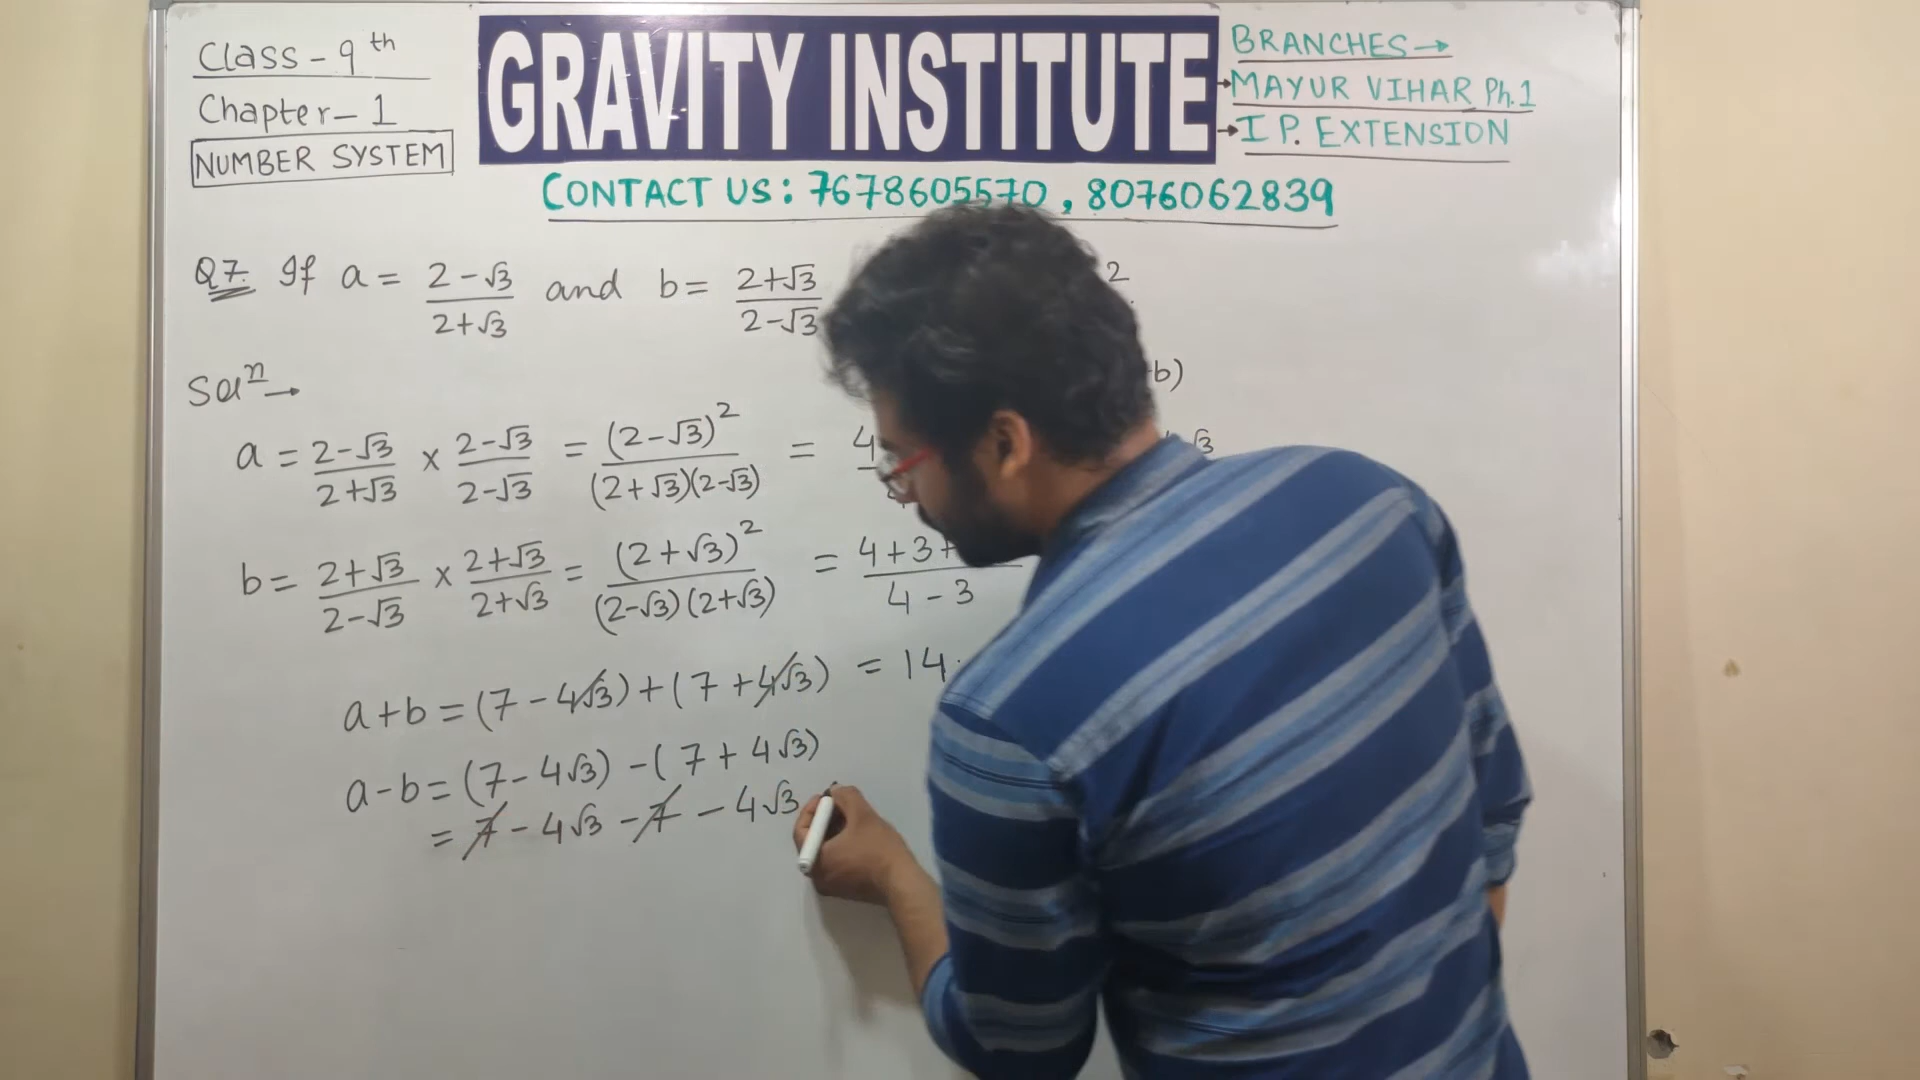 Class - 9th
Chapter - 1
NUMBER SYSTEM
GRAVITY INSTITUTE
BRANCHES →
→ MAYUR VIHAR Ph.1
→ I P. EXTENSION
CONTACT US: 7678605570, 8076062839
Q7. If a = (2-√3)/(2+√3) and b = (2+√3)/(2-√3) 2
Solⁿ →
b)
a = (2-√3)/(2+√3) × (2-√3)/(2-√3) = (2-√3)²/((2+√3)(2-√3)) = 4 √3
b = (2+√3)/(2-√3) × (2+√3)/(2+√3) = (2+√3)²/((2-√3)(2+√3)) = (4+3+)/(4-3)
a+b = (7-4√3)+(7+4√3) = 14.
a-b = (7-4√3) -(7+4√3)
= 7-4√3-7-4√3